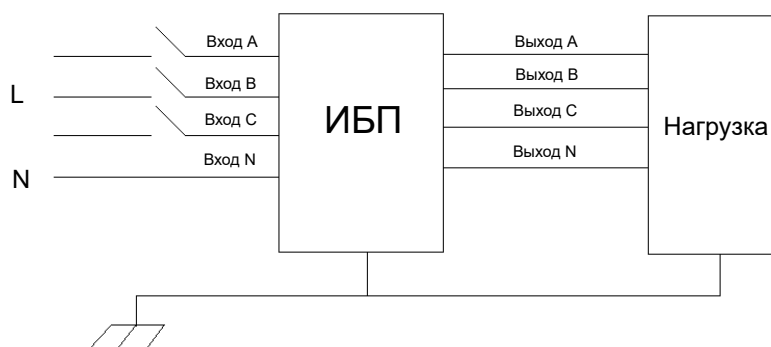 Вход A
Выход A
Вход B
Выход B
L
Вход C
ИБП
Выход C
Нагрузка
Вход N
Выход N
N